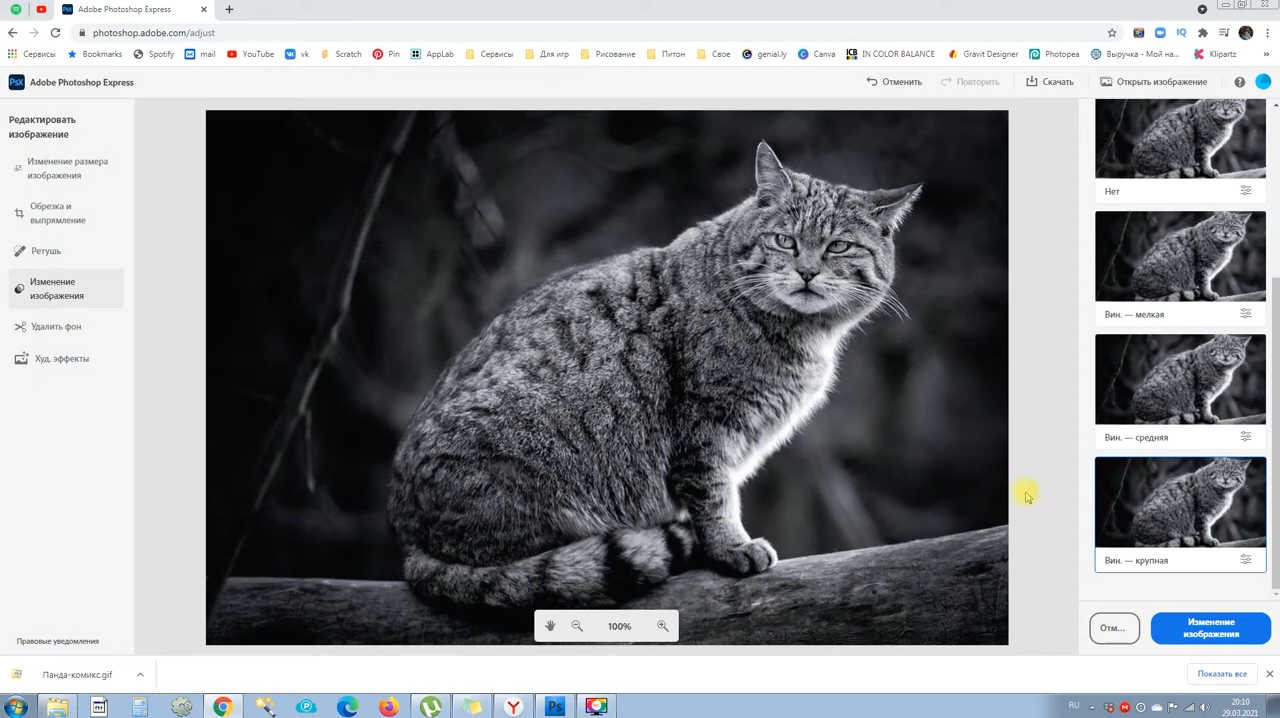 Adobe Photoshop Express
photoshop.adobe.com/adjust
Сервисы
Bookmarks
Spotify
mail
YouTube
vk
Scratch
Pin
AppLab
Сервисы
Для игр
Рисование
Питон
Свое
genial.ly
Canva
IN COLOR BALANCE
Gravit Designer
Photopea
Выручка - Мой на...
Klipartz
PsX
Adobe Photoshop Express
Отменить
Повторить
Скачать
Открыть изображение
Редактировать
изображение
Изменение размера
изображения
Обрезка и
выпрямление
Ретушь
Изменение
изображения
Удалить фон
Худ. эффекты
Правовые уведомления
100%
Нет
Вин. — мелкая
Вин. — средняя
Вин. — крупная
Отм...
Изменение
изображения
Панда-комикс.gif
Показать все
RU
20:10
29.03.2021